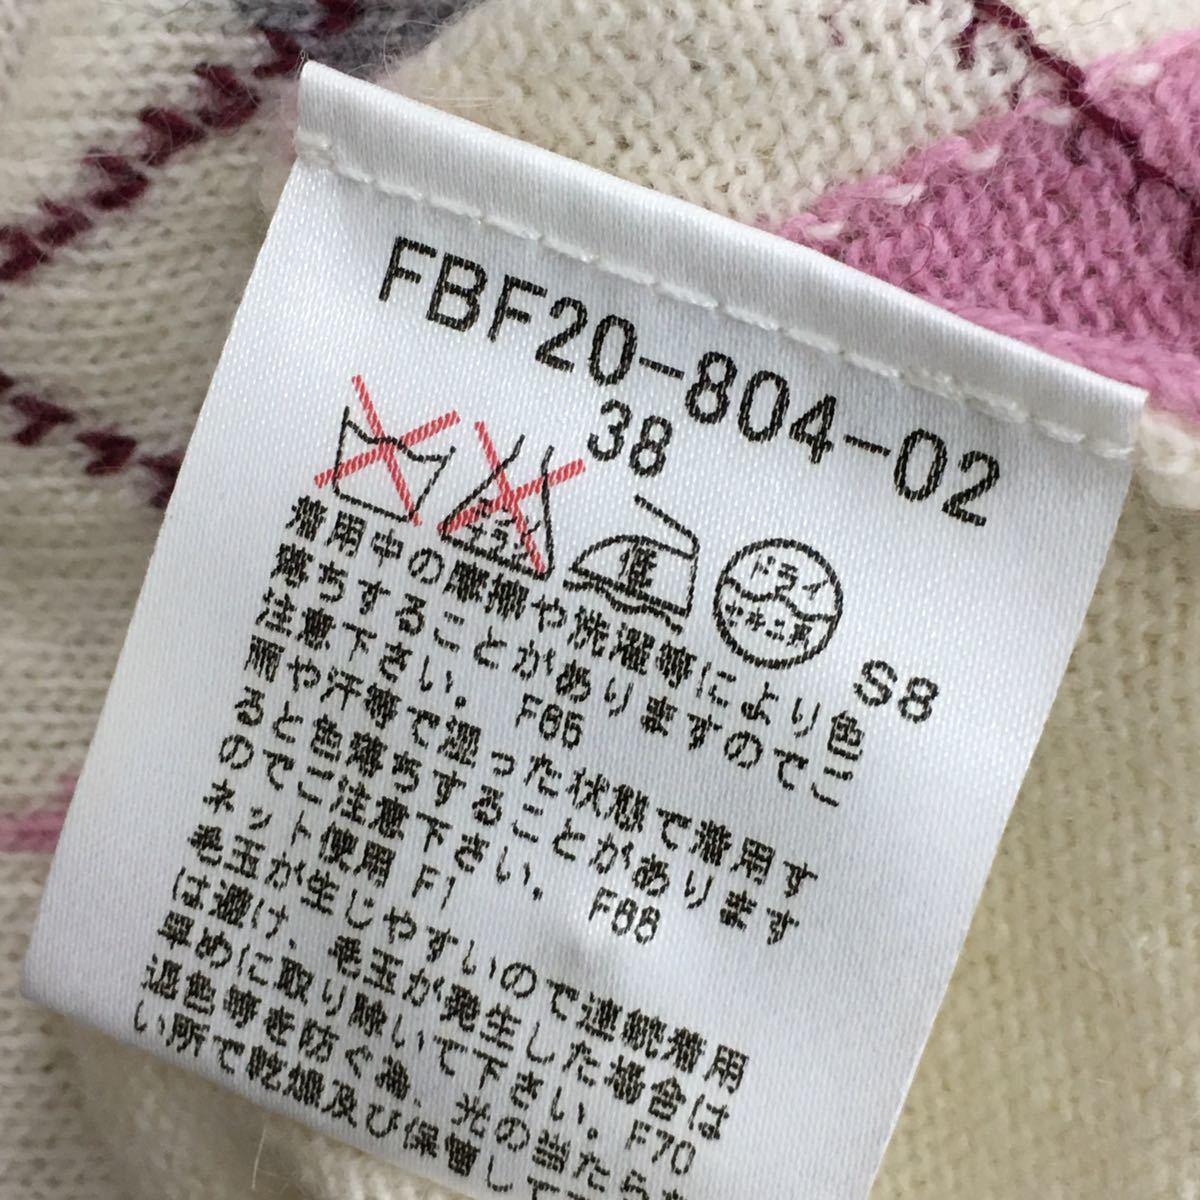 FBF20-804-02
38
エンソ
低
ドライ
セキユ系
S8
着用中の摩擦や洗濯等により色
落ちすることがありますのでご
注意下さい。 F65
雨や汗等で湿った状態で着用す
ると色落ちすることがあります
のでご注意下さい。 F66
ネット使用 F1
毛玉が生じやすいので連続着用
は避け、毛玉が発生した場合は
早めに取り除いて下さい。F70
退色等を防ぐ為、光の当たらな
い所で乾燥及び保管して下